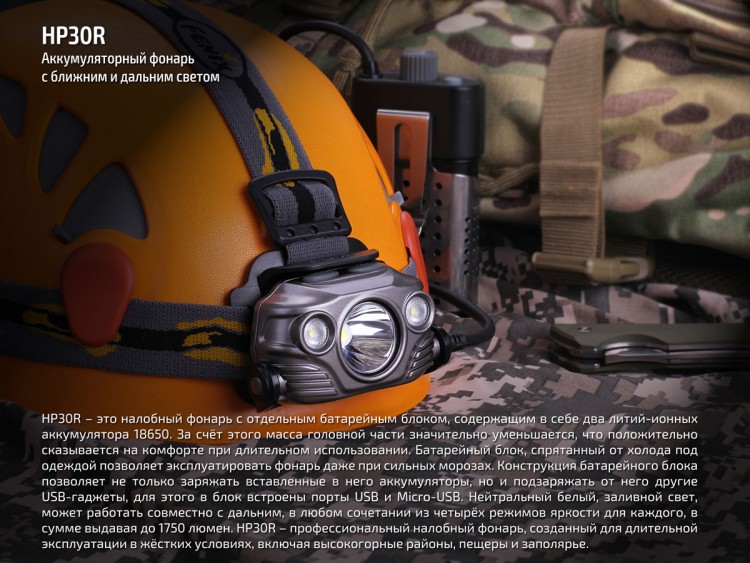 HP30R
Аккумуляторный фонарь
с ближним и дальним светом
FENIX
HP30R – это налобный фонарь с отдельным батарейным блоком, содержащим в себе два литий-ионных
аккумулятора 18650. За счёт этого масса головной части значительно уменьшается, что положительно
сказывается на комфорте при длительном использовании. Батарейный блок, спрятанный от холода под
одеждой позволяет эксплуатировать фонарь даже при сильных морозах. Конструкция батарейного блока
позволяет не только заряжать вставленные в него аккумуляторы, но и подзаряжать от него другие
USB-гаджеты, для этого в блок встроены порты USB и Micro-USB. Нейтральный белый, заливной свет,
может работать совместно с дальним, в любом сочетании из четырёх режимов яркости для каждого, в
сумме выдавая до 1750 люмен. HP30R – профессиональный налобный фонарь, созданный для длительной
эксплуатации в жёстких условиях, включая высокогорные районы, пещеры и заполярье.